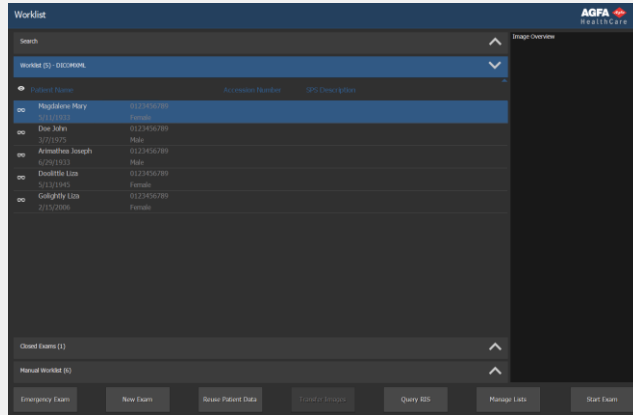 Worklist
AGFA
HealthCare
Search
Image Overview
Worklist (5) - DICOMXML
Patient Name Accession Number SPS Description
Magdalene Mary 0123456789
5/11/1933 Female
Doe John 0123456789
3/7/1975 Male
Arimathea Joseph 0123456789
6/29/1933 Male
Doolittle Liza 0123456789
5/13/1945 Female
Golightly Liza 0123456789
2/15/2006 Female
Closed Exams (1)
Manual Worklist (6)
Emergency Exam New Exam Reuse Patient Data Transfer Images Query RIS Manage Lists Start Exam